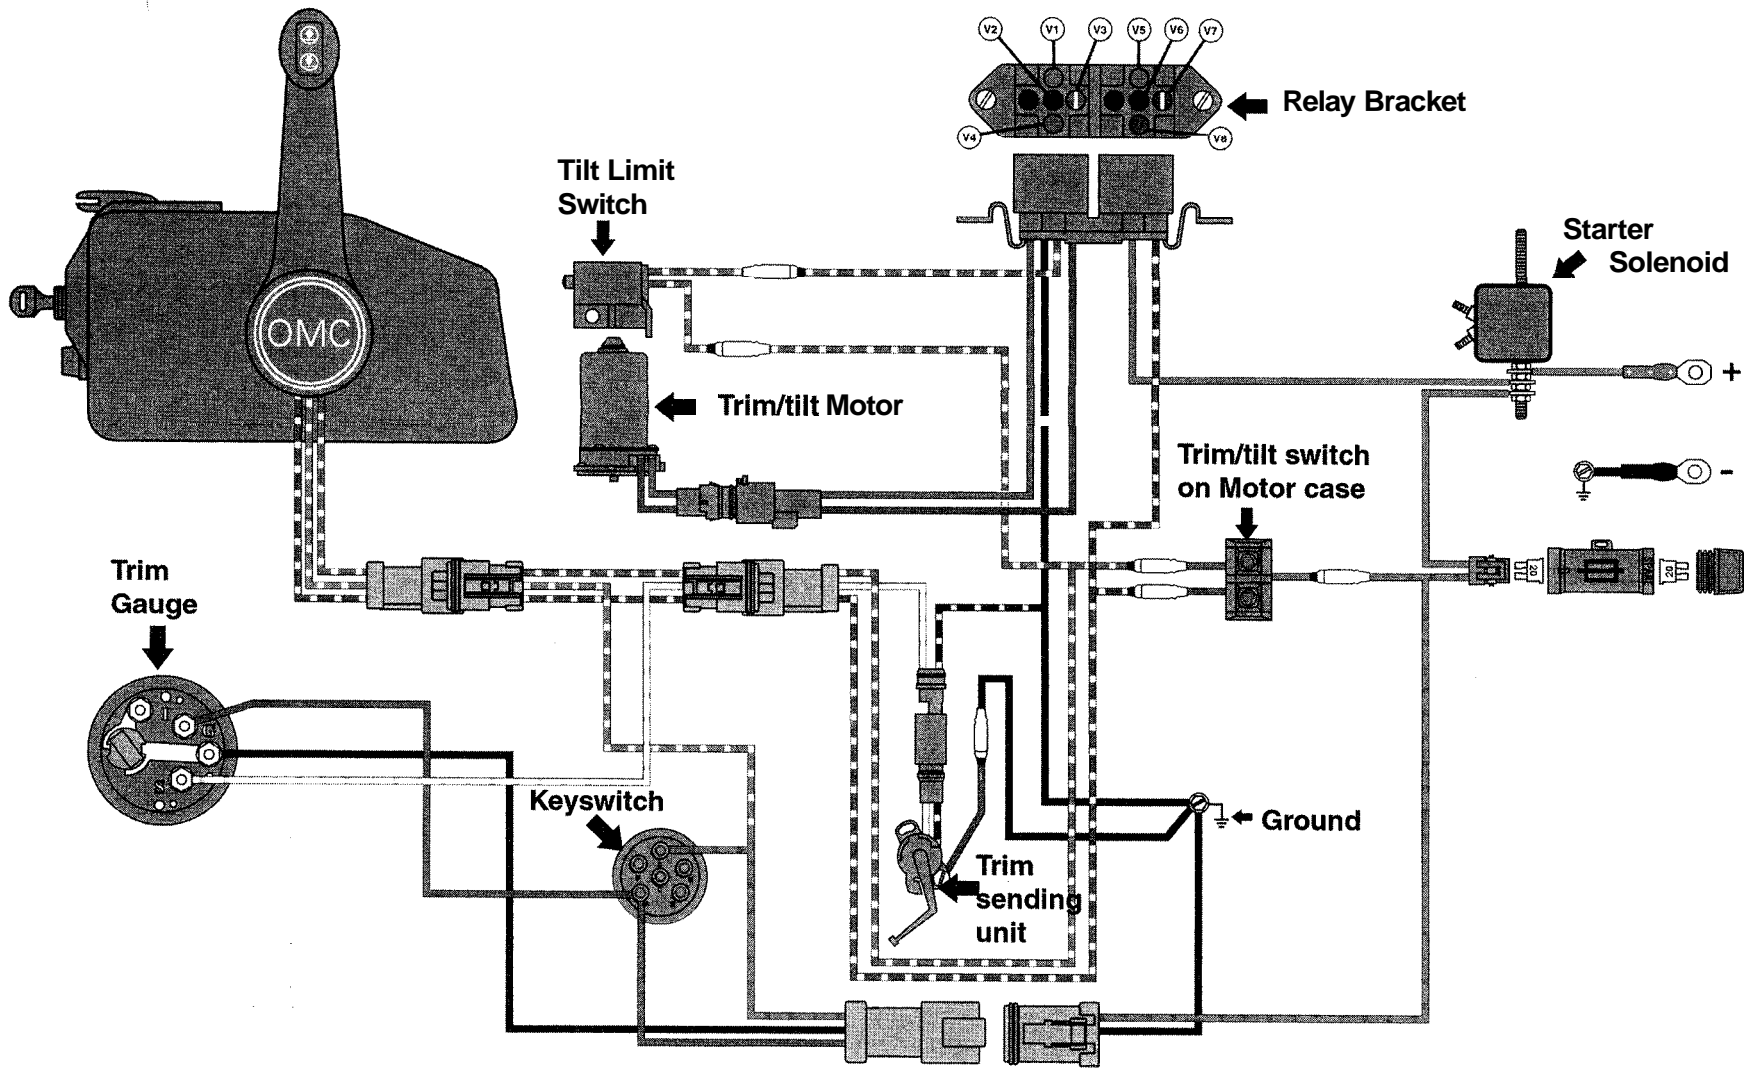 V2
V1
V3
V5
V6
V7
V4
V8
Relay Bracket
Tilt Limit
Switch
Starter
Solenoid
OMC
+
Trim/tilt Motor
Trim/tilt switch
on Motor case
-
20
20
Trim
Gauge
I
G
S
Keyswitch
Ground
Trim
sending
unit